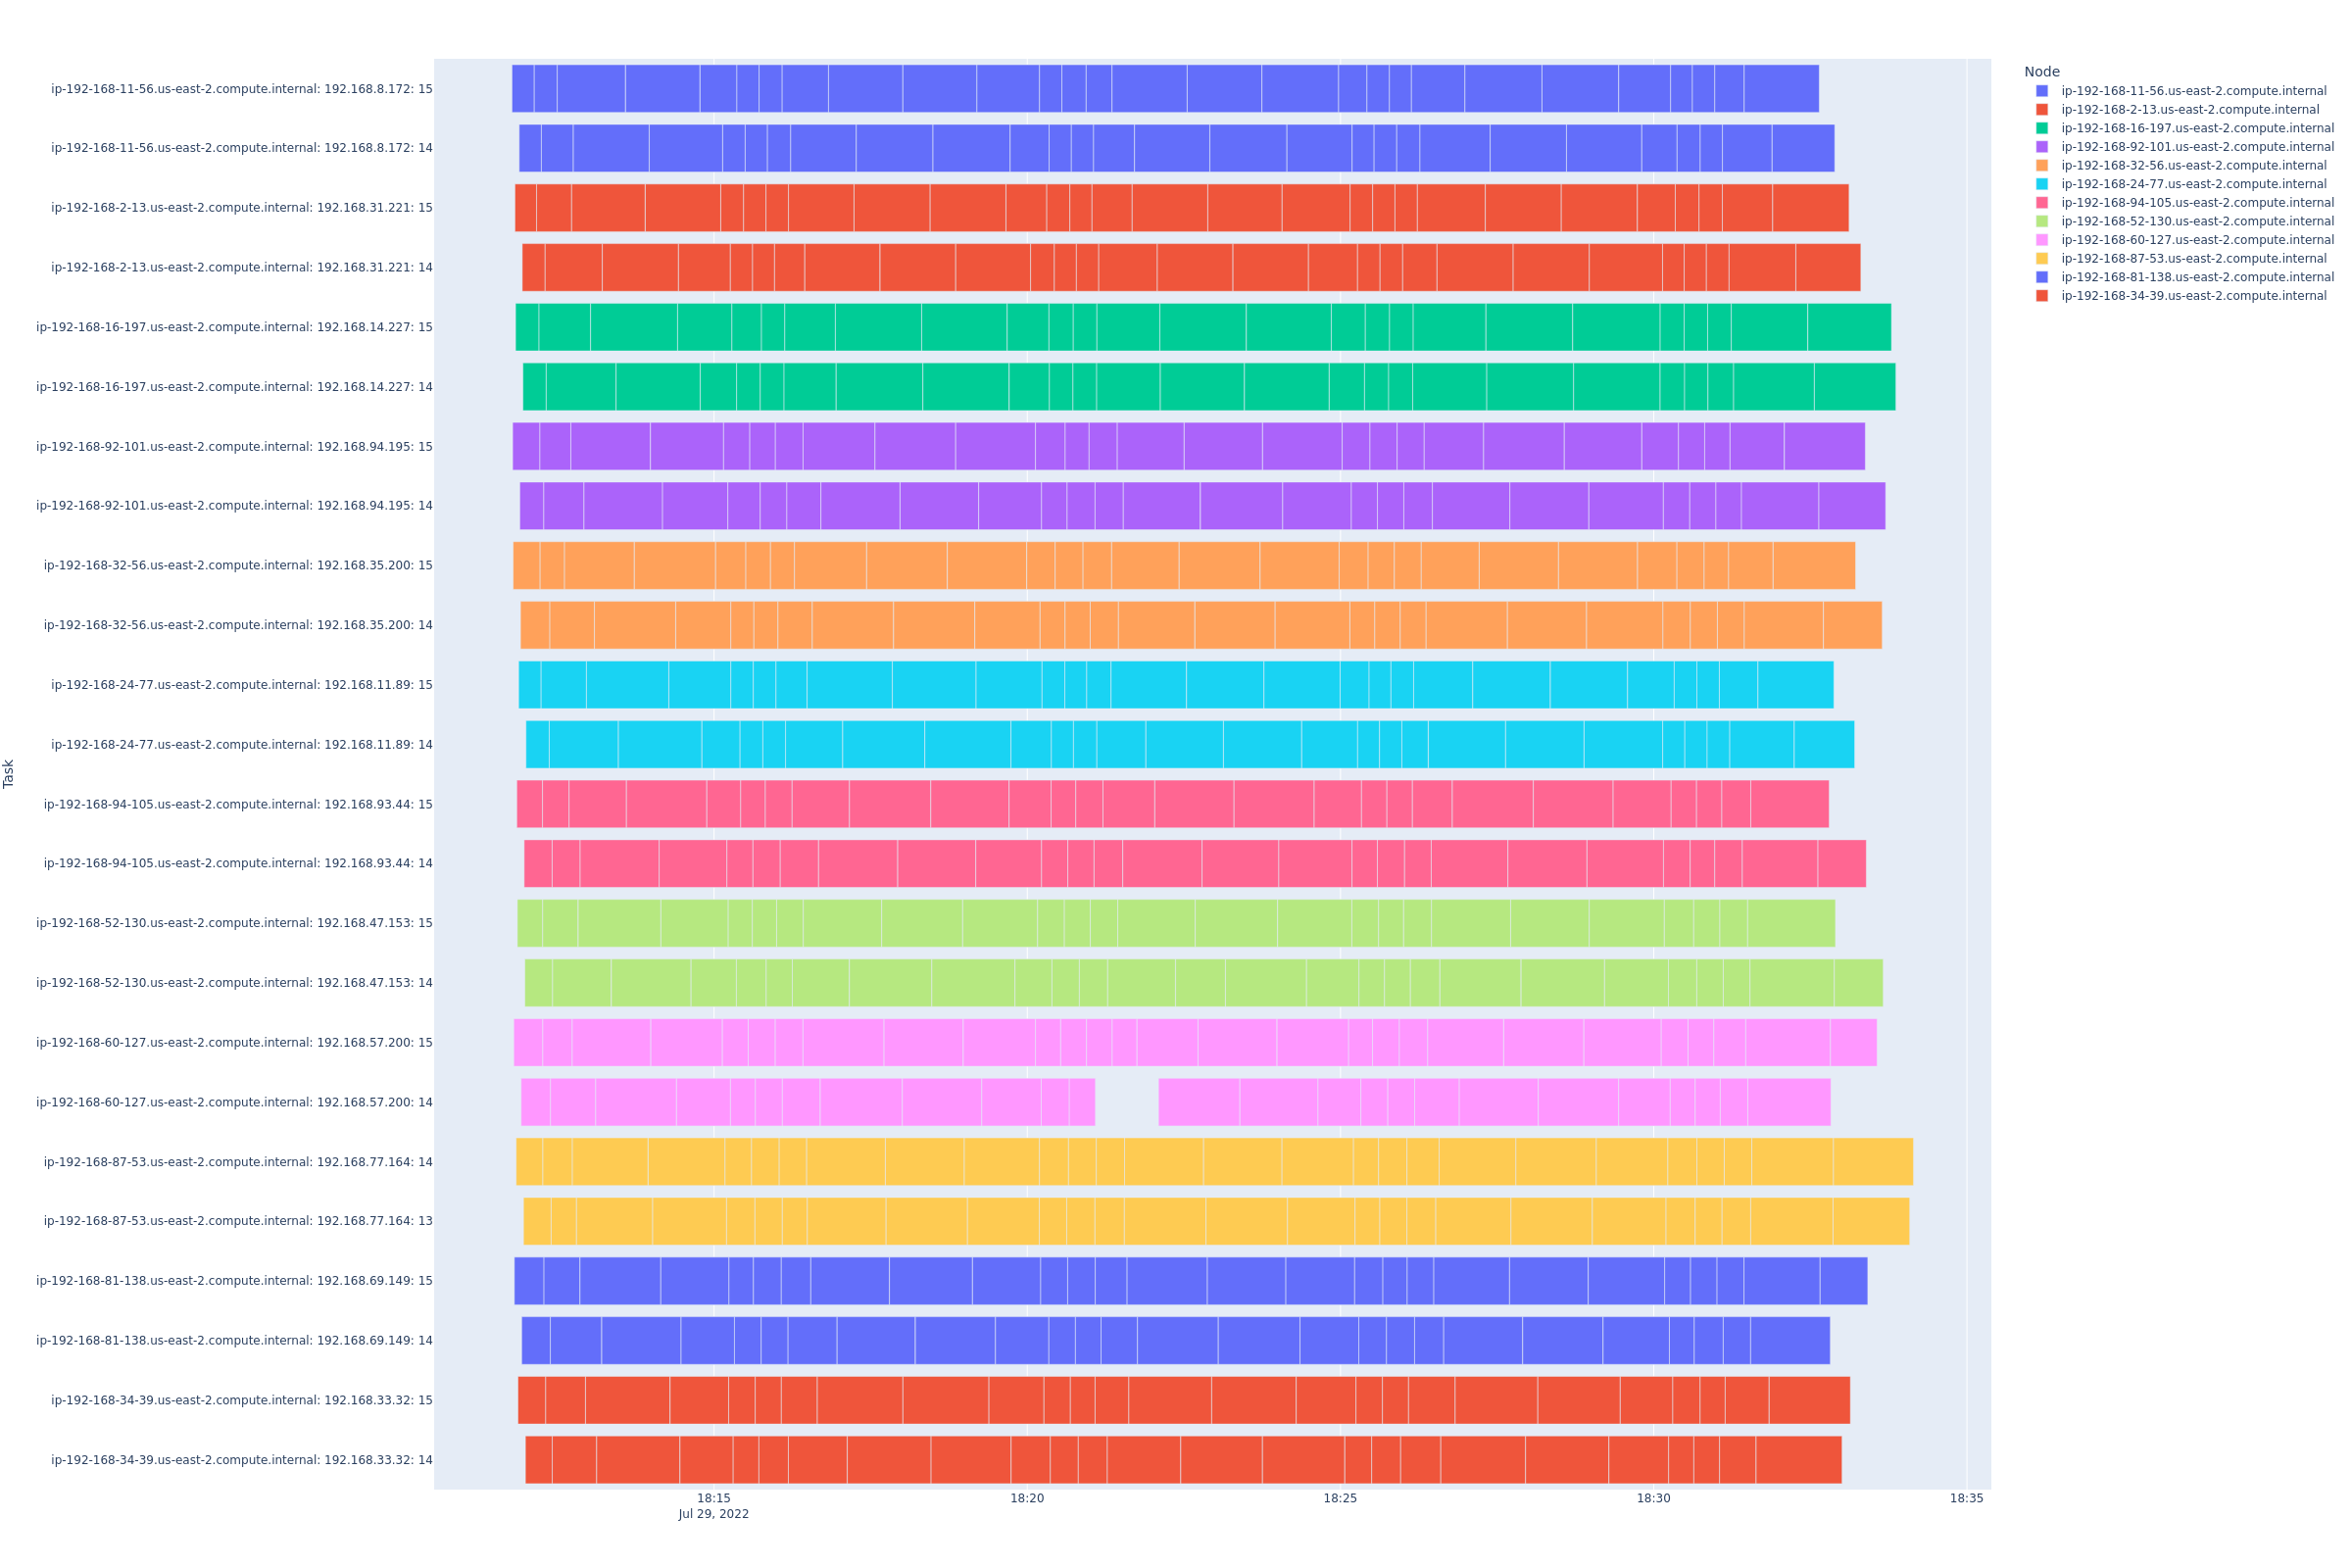 ip-192-168-11-56.us-east-2.compute.internal: 192.168.8.172: 15
ip-192-168-11-56.us-east-2.compute.internal: 192.168.8.172: 14
ip-192-168-2-13.us-east-2.compute.internal: 192.168.31.221: 15
ip-192-168-2-13.us-east-2.compute.internal: 192.168.31.221: 14
ip-192-168-16-197.us-east-2.compute.internal: 192.168.14.227: 15
ip-192-168-16-197.us-east-2.compute.internal: 192.168.14.227: 14
ip-192-168-92-101.us-east-2.compute.internal: 192.168.94.195: 15
ip-192-168-92-101.us-east-2.compute.internal: 192.168.94.195: 14
ip-192-168-32-56.us-east-2.compute.internal: 192.168.35.200: 15
ip-192-168-32-56.us-east-2.compute.internal: 192.168.35.200: 14
ip-192-168-24-77.us-east-2.compute.internal: 192.168.11.89: 15
ip-192-168-24-77.us-east-2.compute.internal: 192.168.11.89: 14
ip-192-168-94-105.us-east-2.compute.internal: 192.168.93.44: 15
ip-192-168-94-105.us-east-2.compute.internal: 192.168.93.44: 14
ip-192-168-52-130.us-east-2.compute.internal: 192.168.47.153: 15
ip-192-168-52-130.us-east-2.compute.internal: 192.168.47.153: 14
ip-192-168-60-127.us-east-2.compute.internal: 192.168.57.200: 15
ip-192-168-60-127.us-east-2.compute.internal: 192.168.57.200: 14
ip-192-168-87-53.us-east-2.compute.internal: 192.168.77.164: 14
ip-192-168-87-53.us-east-2.compute.internal: 192.168.77.164: 13
ip-192-168-81-138.us-east-2.compute.internal: 192.168.69.149: 15
ip-192-168-81-138.us-east-2.compute.internal: 192.168.69.149: 14
ip-192-168-34-39.us-east-2.compute.internal: 192.168.33.32: 15
ip-192-168-34-39.us-east-2.compute.internal: 192.168.33.32: 14
Task
18:15
Jul 29, 2022
18:20
18:25
18:30
18:35
Node
ip-192-168-11-56.us-east-2.compute.internal
ip-192-168-2-13.us-east-2.compute.internal
ip-192-168-16-197.us-east-2.compute.internal
ip-192-168-92-101.us-east-2.compute.internal
ip-192-168-32-56.us-east-2.compute.internal
ip-192-168-24-77.us-east-2.compute.internal
ip-192-168-94-105.us-east-2.compute.internal
ip-192-168-52-130.us-east-2.compute.internal
ip-192-168-60-127.us-east-2.compute.internal
ip-192-168-87-53.us-east-2.compute.internal
ip-192-168-81-138.us-east-2.compute.internal
ip-192-168-34-39.us-east-2.compute.internal